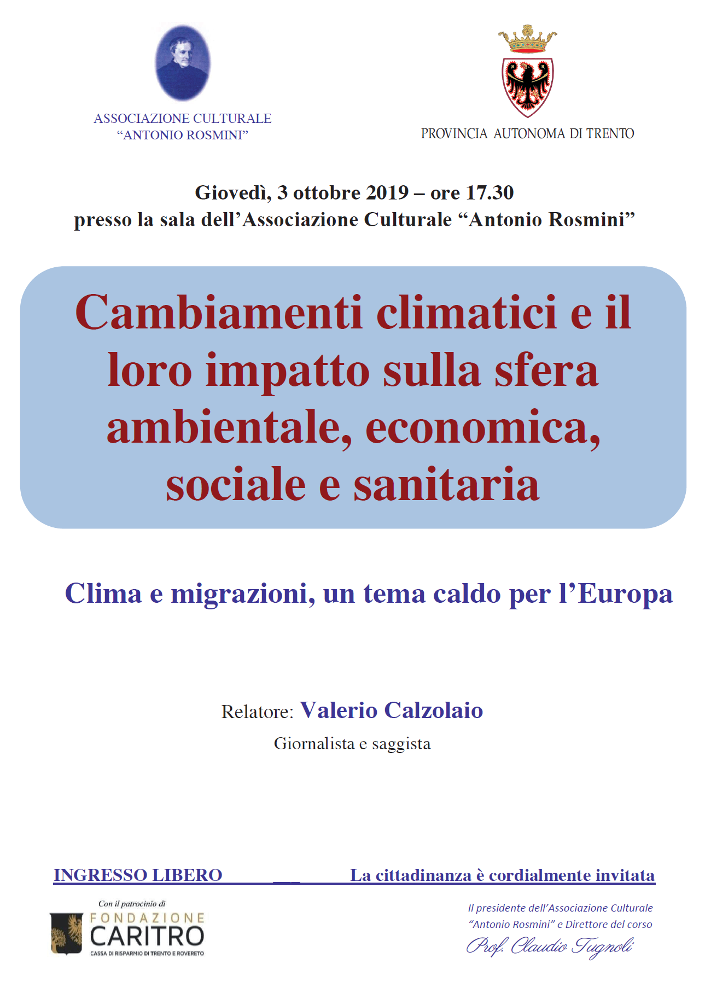 ASSOCIAZIONE CULTURALE
“ANTONIO ROSMINI”
PROVINCIA AUTONOMA DI TRENTO
Giovedì, 3 ottobre 2019 – ore 17.30
presso la sala dell’Associazione Culturale “Antonio Rosmini”
Cambiamenti climatici e il
loro impatto sulla sfera
ambientale, economica,
sociale e sanitaria
Clima e migrazioni, un tema caldo per l’Europa
Relatore: Valerio Calzolaio
Giornalista e saggista
INGRESSO LIBERO ___ La cittadinanza è cordialmente invitata
Con il patrocinio di
FONDAZIONE
CARITRO
CASSA DI RISPARMIO DI TRENTO E ROVERETO
Il presidente dell’Associazione Culturale
“Antonio Rosmini” e Direttore del corso
Prof. Claudio Tugnoli